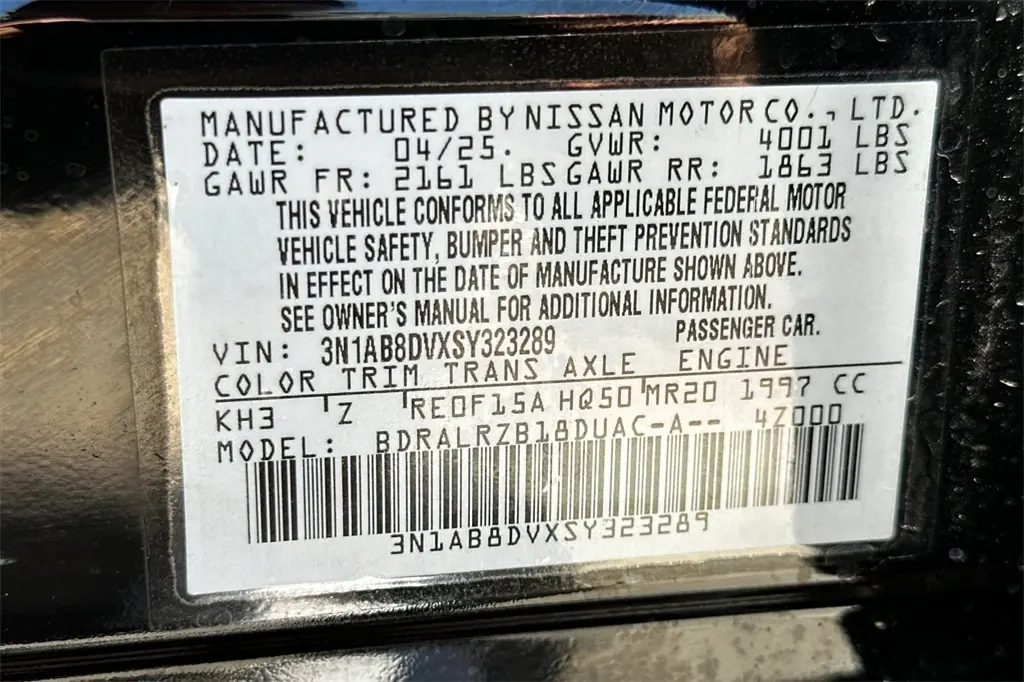 MANUFACTURED BY NISSAN MOTOR CO., LTD.
DATE: 04/25. GVWR: 4001 LBS
GAWR FR: 2161 LBS GAWR RR: 1863 LBS
THIS VEHICLE CONFORMS TO ALL APPLICABLE FEDERAL MOTOR
VEHICLE SAFETY, BUMPER AND THEFT PREVENTION STANDARDS
IN EFFECT ON THE DATE OF MANUFACTURE SHOWN ABOVE.
SEE OWNER'S MANUAL FOR ADDITIONAL INFORMATION.
VIN: 3N1AB8DVXSY323289 PASSENGER CAR.
COLOR TRIM TRANS AXLE ENGINE
KH3 Z RE0F15A HQ50 MR20 1997 CC
MODEL: BDRALRZB18DUAC-A-- 4Z000
3N1AB8DVXSY323289